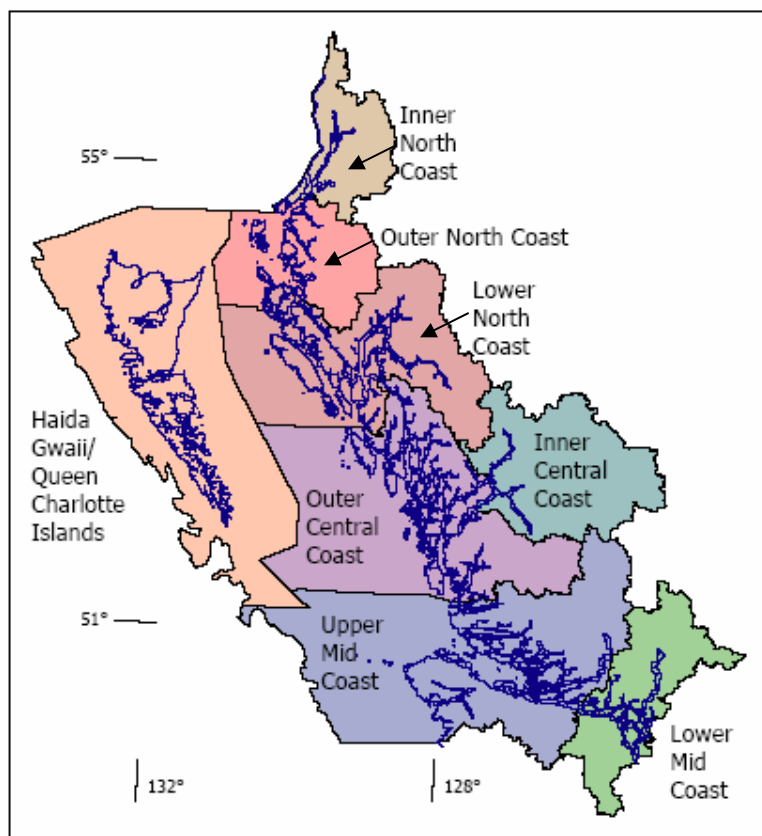 Inner
North
Coast
55°
Outer North Coast
Lower
North
Coast
Haida
Gwaii/
Queen
Charlotte
Islands
Inner
Central
Coast
Outer
Central
Coast
51°
Upper
Mid
Coast
Lower
Mid
Coast
132°
128°